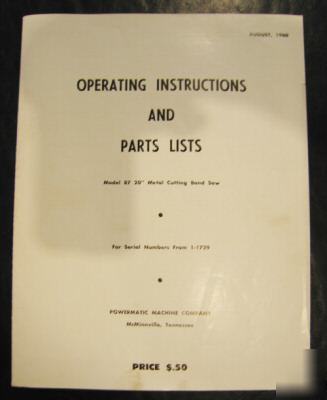 AUGUST, 1960
OPERATING INSTRUCTIONS
AND
PARTS LISTS
Model 87 20" Metal Cutting Band Saw
For Serial Numbers From 1-1739
POWERMATIC MACHINE COMPANY
McMinnville, Tennessee
PRICE $.50